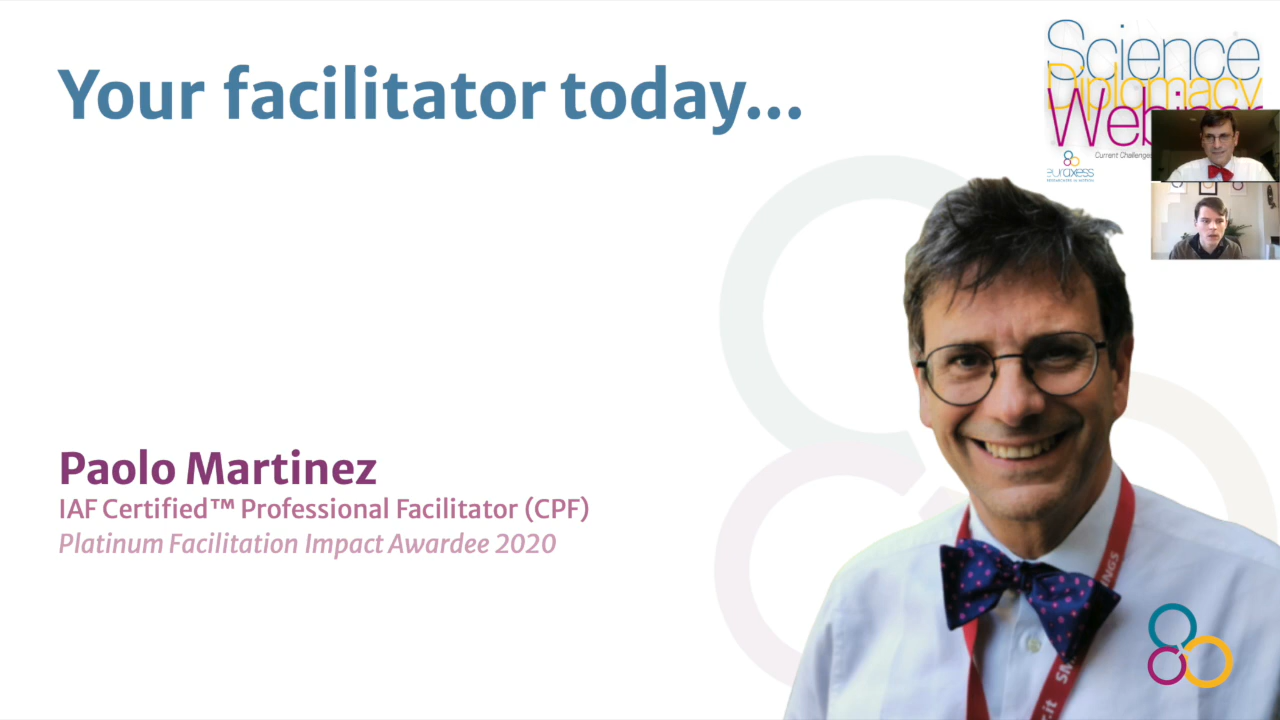 Your facilitator today...
Science
Diplomacy
Current Challenges
euraxess
Paolo Martinez
IAF Certified™ Professional Facilitator (CPF)
Platinum Facilitation Impact Awardee 2020